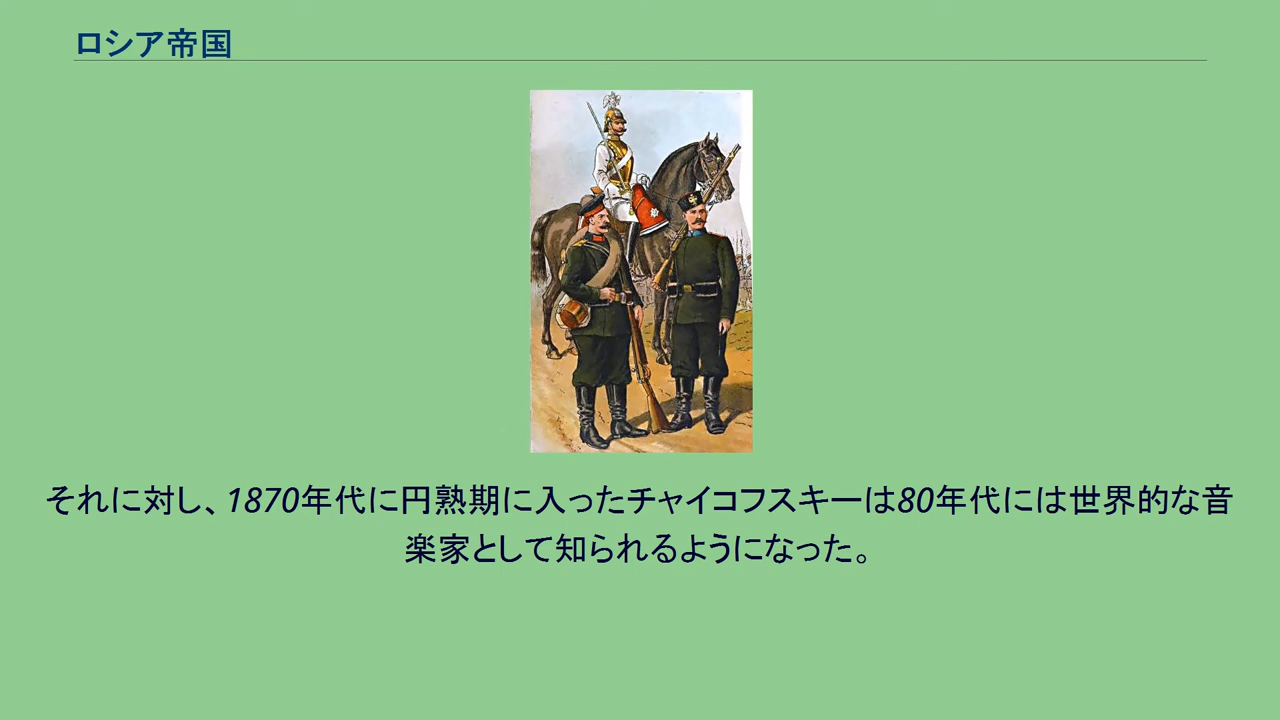 ロシア帝国
それに対し、1870年代に円熟期に入ったチャイコフスキーは80年代には世界的な音
楽家として知られるようになった。